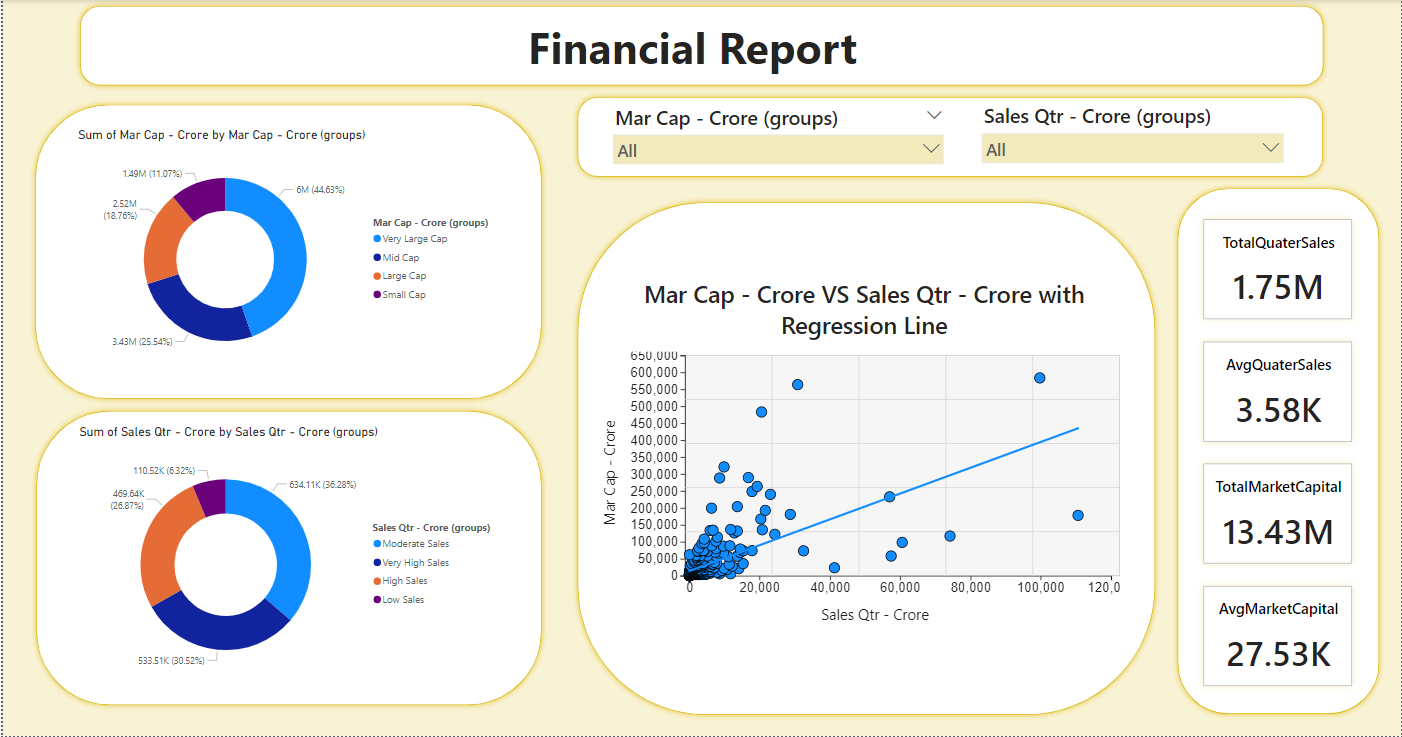 Financial Report
Sum of Mar Cap - Crore by Mar Cap - Crore (groups)
1.49M (11.07%)
6M (44.63%)
2.52M
(18.76%)
3.43M (25.54%)
Mar Cap - Crore (groups)
Very Large Cap
Mid Cap
Large Cap
Small Cap
Sum of Sales Qtr - Crore by Sales Qtr - Crore (groups)
110.52K (6.32%)
634.11K (36.28%)
469.64K
(26.87%)
533.51K (30.52%)
Sales Qtr - Crore (groups)
Moderate Sales
Very High Sales
High Sales
Low Sales
Mar Cap - Crore (groups)
All
Sales Qtr - Crore (groups)
All
Mar Cap - Crore VS Sales Qtr - Crore with
Regression Line
Mar Cap - Crore
650,000
600,000
550,000
500,000
450,000
400,000
350,000
300,000
250,000
200,000
150,000
100,000
50,000
0
0 20,000 40,000 60,000 80,000 100,000 120,0
Sales Qtr - Crore
TotalQuaterSales
1.75M
AvgQuaterSales
3.58K
TotalMarketCapital
13.43M
AvgMarketCapital
27.53K